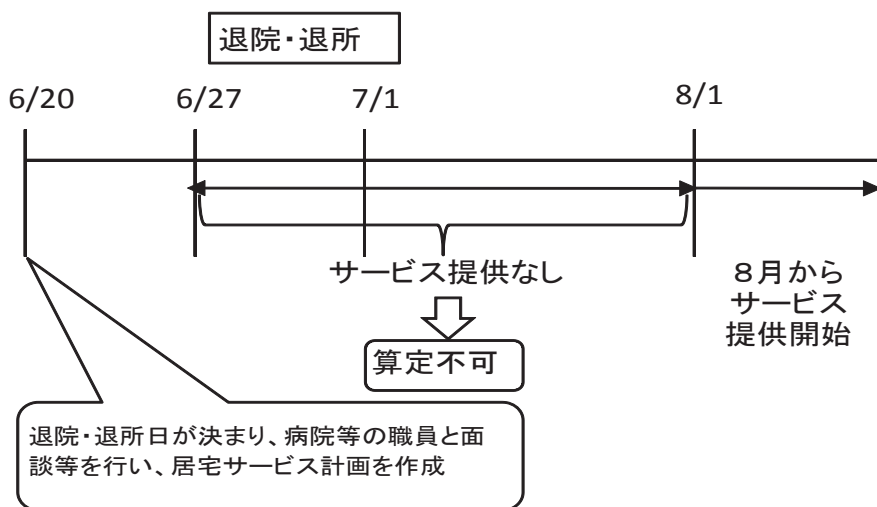 退院・退所
6/20
6/27
7/1
8/1
サービス提供なし
8月から
サービス
提供開始
算定不可
退院・退所日が決まり、病院等の職員と面
談等を行い、居宅サービス計画を作成